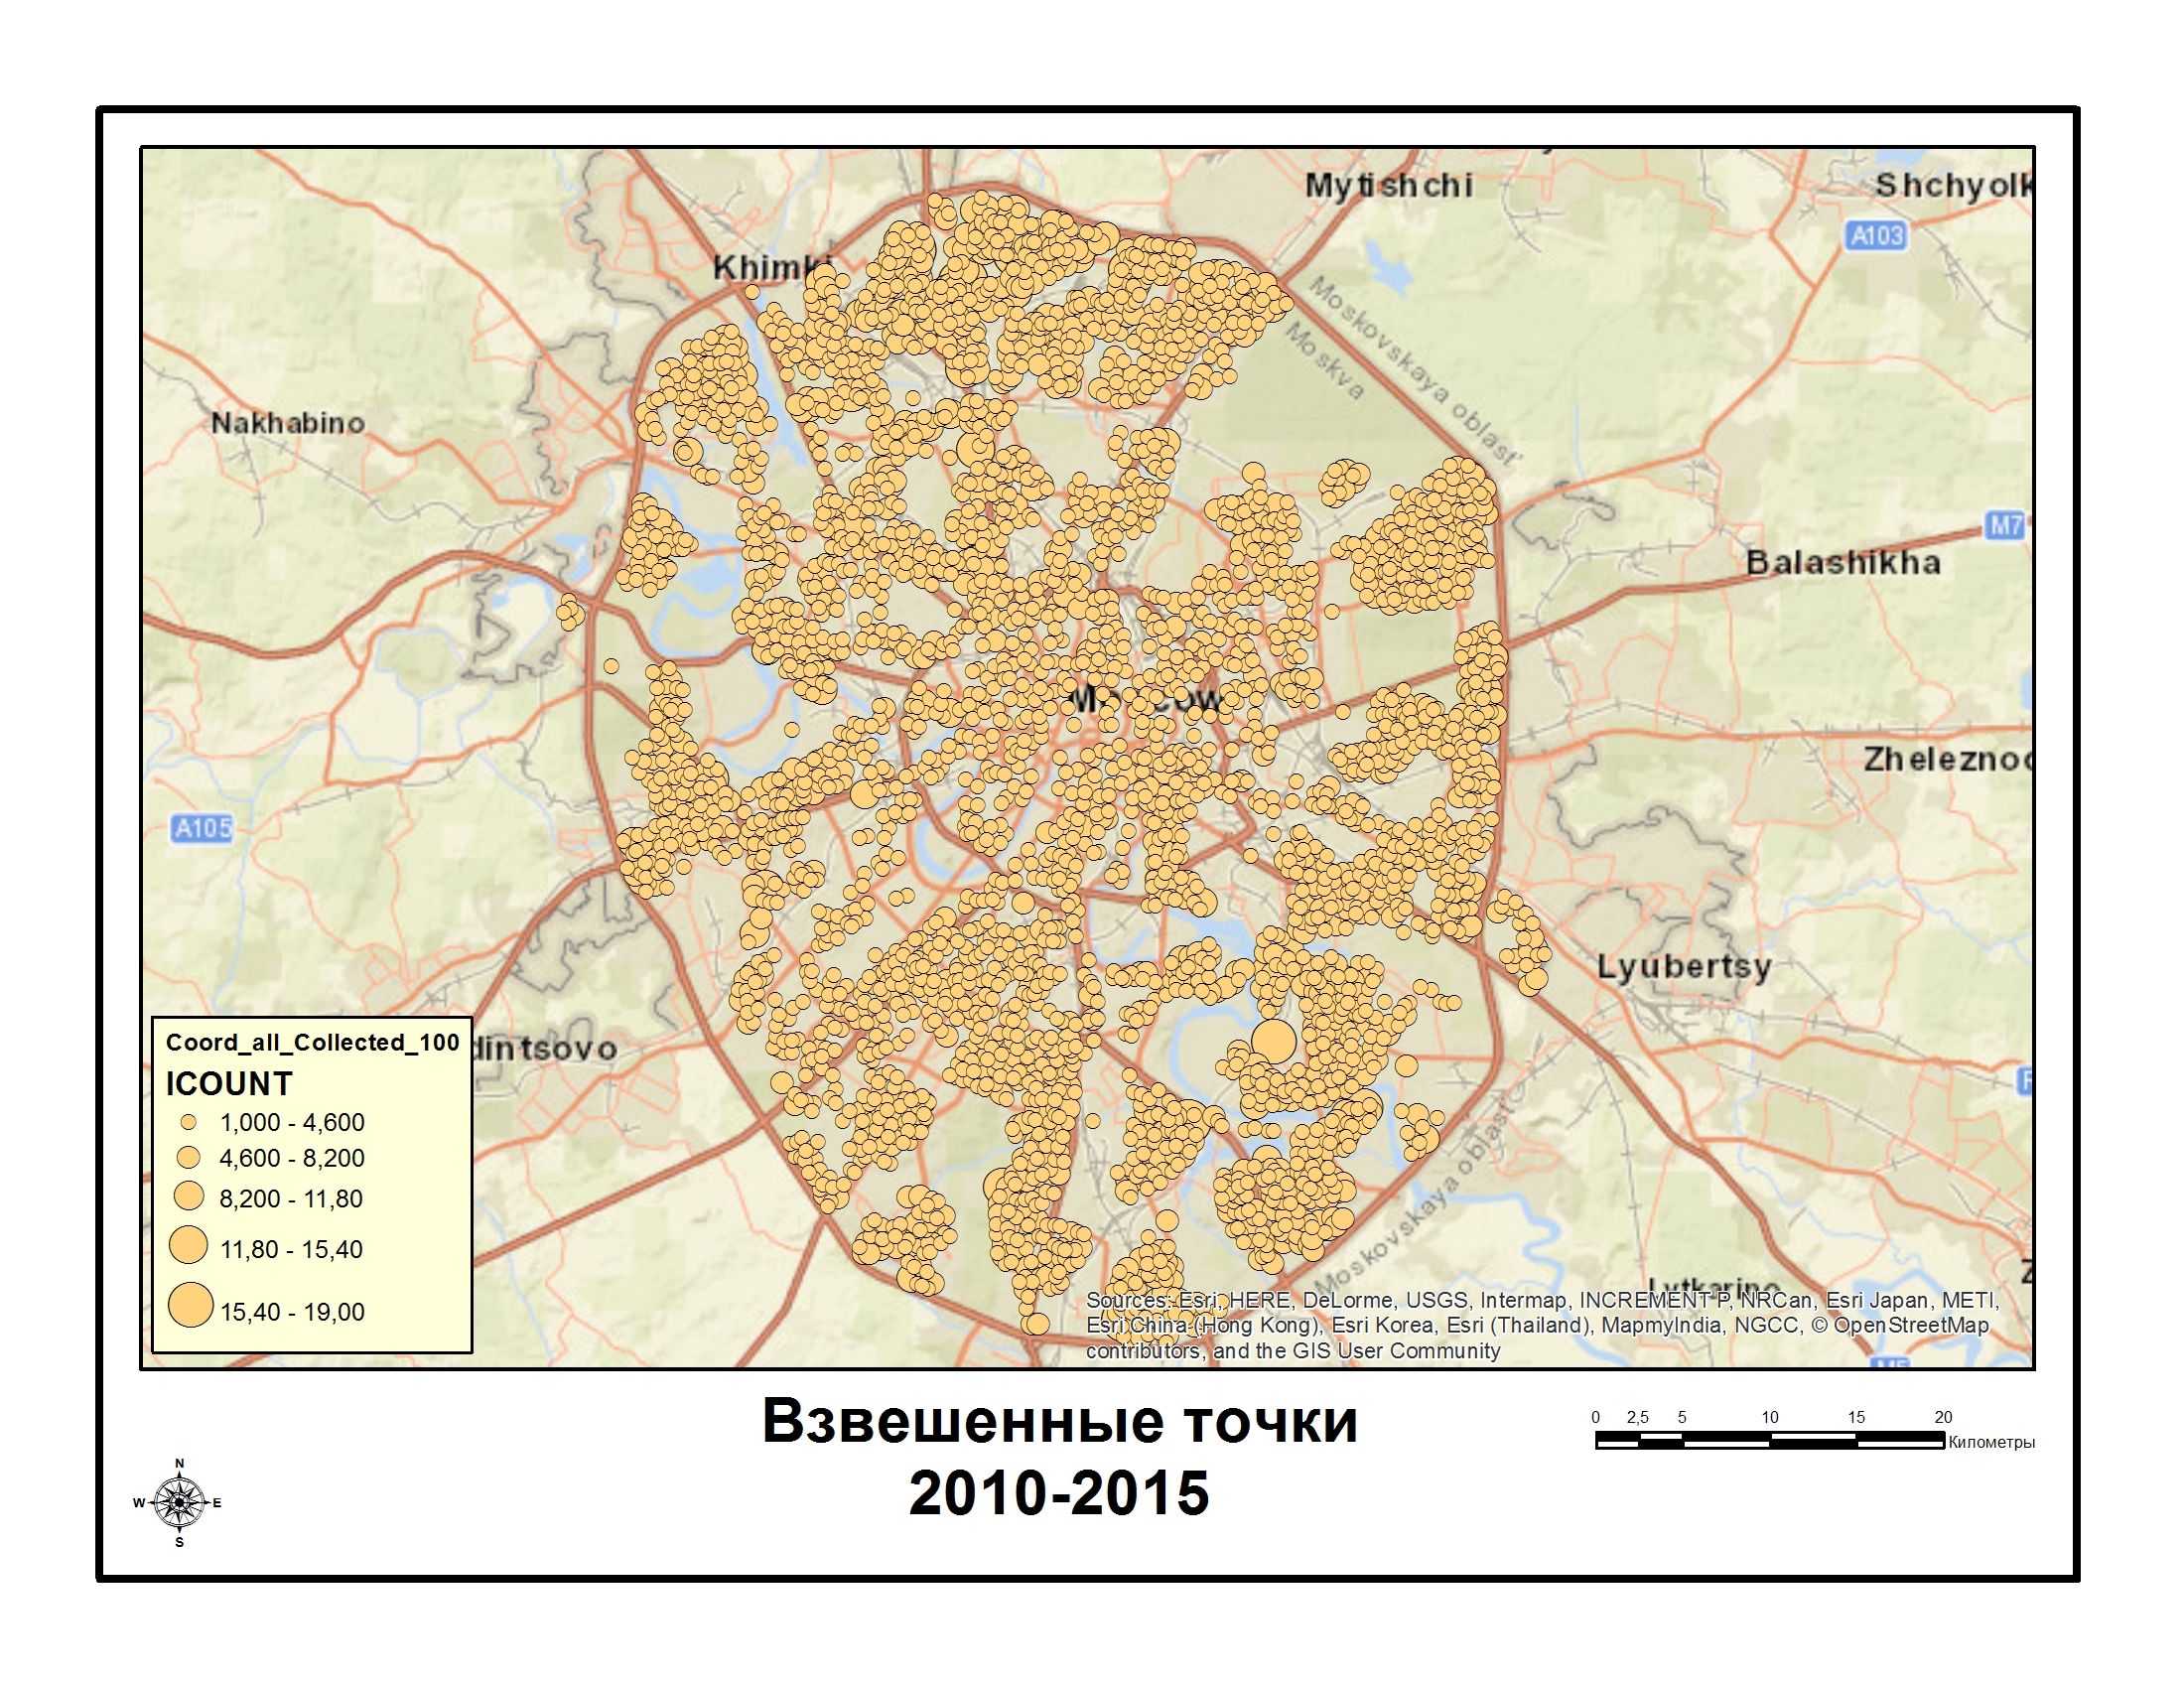 Mytishchi
Shchyolk
A103
Khimki
Moskovskaya oblast'
Moskva
Nakhabino
M7
Balashikha
Moscow
Zhelezno
A105
Lyubertsy
dintsovo
Moskovskaya oblast'
Lytkarino
Coord_all_Collected_100
ICOUNT
1,000 - 4,600
4,600 - 8,200
8,200 - 11,80
11,80 - 15,40
15,40 - 19,00
Sources: Esri, HERE, DeLorme, USGS, Intermap, INCREMENT P, NRCan, Esri Japan, METI,
Esri China (Hong Kong), Esri Korea, Esri (Thailand), MapmyIndia, NGCC, © OpenStreetMap
contributors, and the GIS User Community
Взвешенные точки
2010-2015
0 2,5 5 10 15 20
Километры
N
W E
S